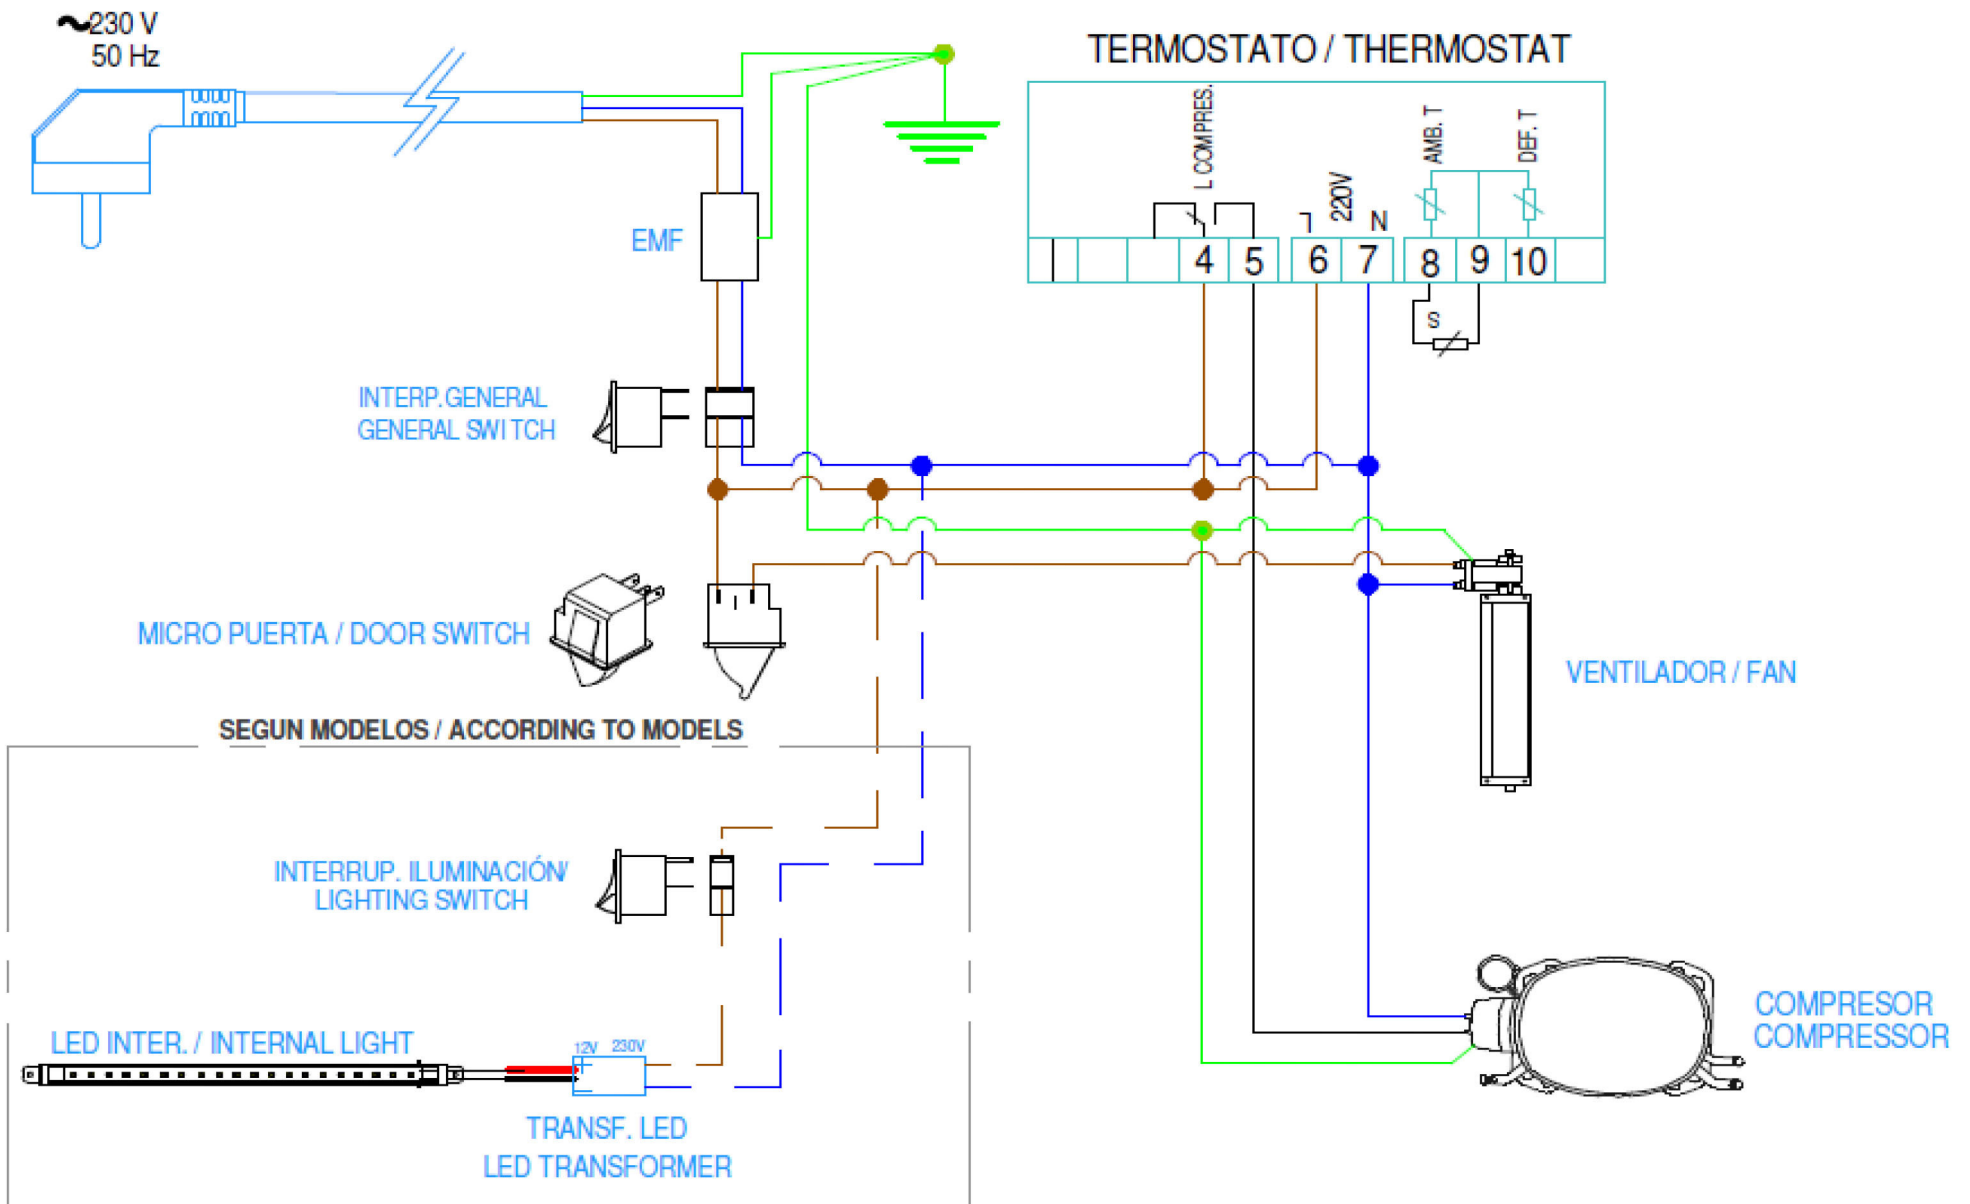 ~230 V
50 Hz
TERMOSTATO / THERMOSTAT
L COMPRES.
220V
L
N
AMB. T
DEF. T
4 5 6 7 8 9 10
S
EMF
INTERP.GENERAL
GENERAL SWITCH
MICRO PUERTA / DOOR SWITCH
VENTILADOR / FAN
SEGUN MODELOS / ACCORDING TO MODELS
INTERRUP. ILUMINACIÓN/
LIGHTING SWITCH
COMPRESOR
COMPRESSOR
LED INTER. / INTERNAL LIGHT
12V 230V
TRANSF. LED
LED TRANSFORMER